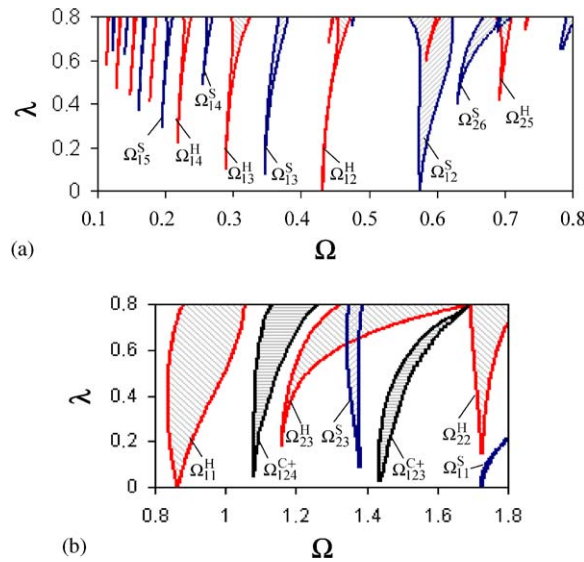 0.8
0.6
0.4
0.2
0
λ
Ω^S_15
Ω^H_14
Ω^S_14
Ω^H_13
Ω^S_13
Ω^H_12
Ω^S_12
Ω^S_26
Ω^H_25
0.1 0.2 0.3 0.4 0.5 0.6 0.7 0.8
(a)
Ω
0.8
0.6
0.4
0.2
0
λ
Ω^H_11
Ω^C+_124
Ω^H_23
Ω^S_23
Ω^C+_123
Ω^H_22
Ω^S_11
0.8 1 1.2 1.4 1.6 1.8
(b)
Ω